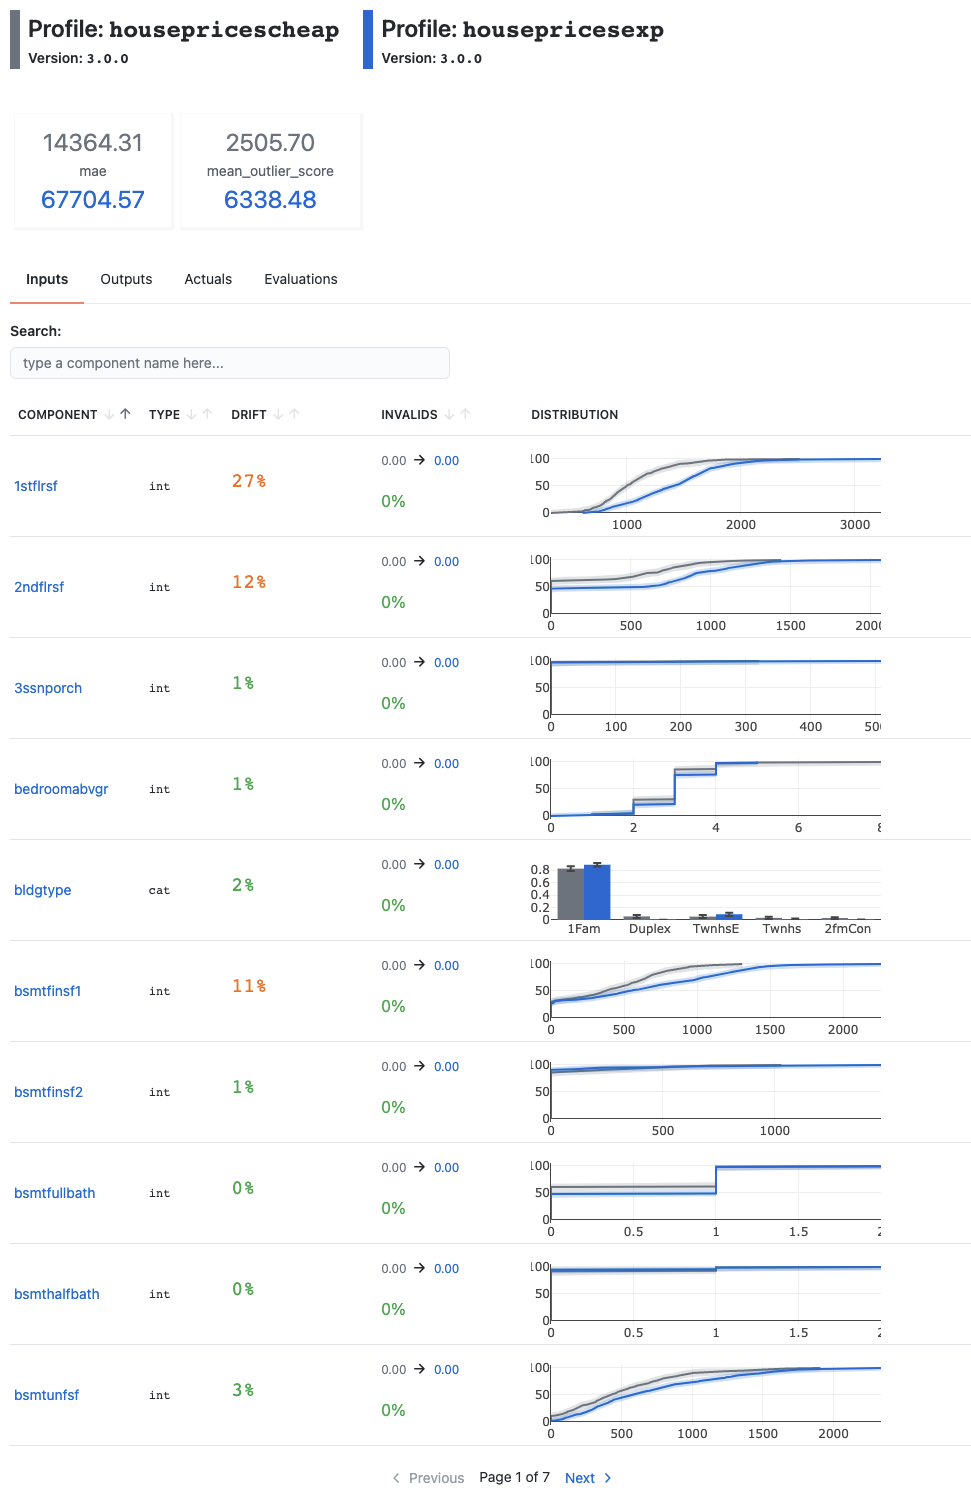 Profile: housepricescheap
Version: 3.0.0
Profile: housepricesexp
Version: 3.0.0
14364.31
mae
67704.57
2505.70
mean_outlier_score
6338.48
Inputs Outputs Actuals Evaluations
Search:
type a component name here...
COMPONENT ↓ ↑ TYPE ↓ ↑ DRIFT ↓ ↑ INVALIDS ↓ ↑ DISTRIBUTION
1stflrsf int 27% 0.00 → 0.00
0%
100
50
0
1000 2000 3000
2ndflrsf int 12% 0.00 → 0.00
0%
100
50
0
0 500 1000 1500 2000
3ssnporch int 1% 0.00 → 0.00
0%
100
50
0
0 100 200 300 400 500
bedroomabvgr int 1% 0.00 → 0.00
0%
100
50
0
0 2 4 6 8
bldgtype cat 2% 0.00 → 0.00
0%
0.8
0.6
0.4
0.2
0
1Fam Duplex TwnhsE Twnhs 2fmCon
bsmtfinsf1 int 11% 0.00 → 0.00
0%
100
50
0
0 500 1000 1500 2000
bsmtfinsf2 int 1% 0.00 → 0.00
0%
100
50
0
0 500 1000
bsmtfullbath int 0% 0.00 → 0.00
0%
100
50
0
0 0.5 1 1.5 2
bsmthalfbath int 0% 0.00 → 0.00
0%
100
50
0
0 0.5 1 1.5 2
bsmtunfsf int 3% 0.00 → 0.00
0%
100
50
0
0 500 1000 1500 2000
< Previous Page 1 of 7 Next >